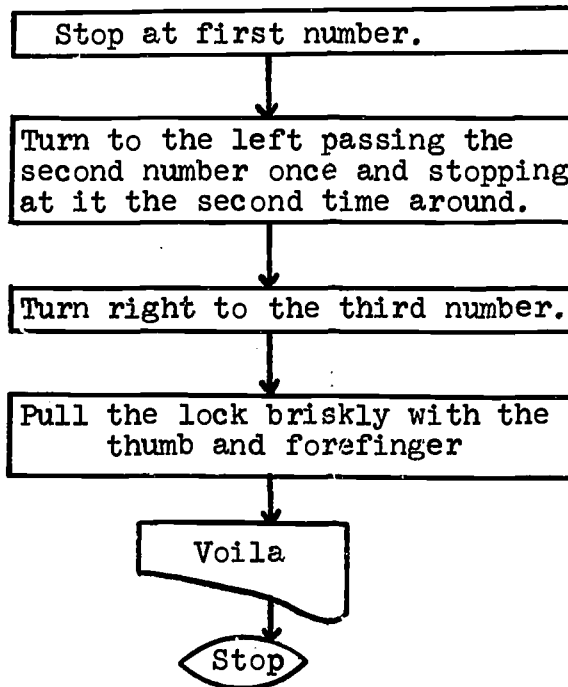 Stop at first number.
Turn to the left passing the
second number once and stopping
at it the second time around.
Turn right to the third number.
Pull the lock briskly with the
thumb and forefinger
Voila
Stop